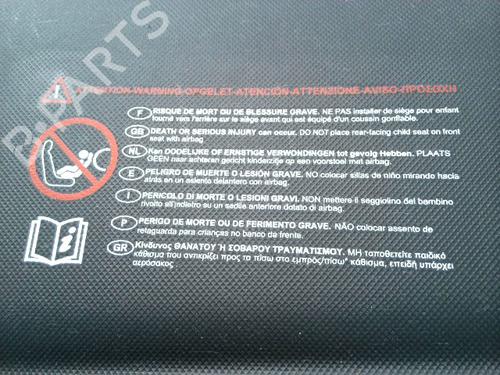 B-PARTS
ATTENTION-WARNING-OPGELET-ATENCIÓN-ATTENZIONE-AVISO-ΠΡΟΣΟΧΗ
F RISQUE DE MORT OU DE BLESSURE GRAVE. NE PAS installer de siège pour enfant
tourné vers l'arrière sur le siège avant qui est équipé d'un coussin gonflable.
GB DEATH OR SERIOUS INJURY can occur. DO NOT place rear-facing child seat on front
seat with airbag
NL Kan DODELIJKE OF ERNSTIGE VERWONDINGEN tot gevolg Hebben. PLAATS
GEEN naar achteren gericht kinderzitje op een voorstoel met airbag.
E PELIGRO DE MUERTE O LESIÓN GRAVE. NO colocar sillas de niño mirando hacia
atrás en un asiento delantero con airbag.
I PERICOLO DI MORTE O LESIONI GRAVI. NON mettere il seggiolino del bambino
rivolto all'indietro su un sedile anteriore dotato di airbag.
P PERIGO DE MORTE OU DE FERIMENTO GRAVE. NÃO colocar assento de
retaguarda para crianças no banco de frente.
GR Κίνδυνος ΘΑΝΑΤΟΥ Ή ΣΟΒΑΡΟΥ ΤΡΑΥΜΑΤΙΣΜΟΥ. ΜΗ τοποθετείτε παιδικό
κάθισμα που αντικρίζει προς τα πίσω στο εμπρός/πίσω" κάθισμα, επειδή υπάρχει
αερόσακος.